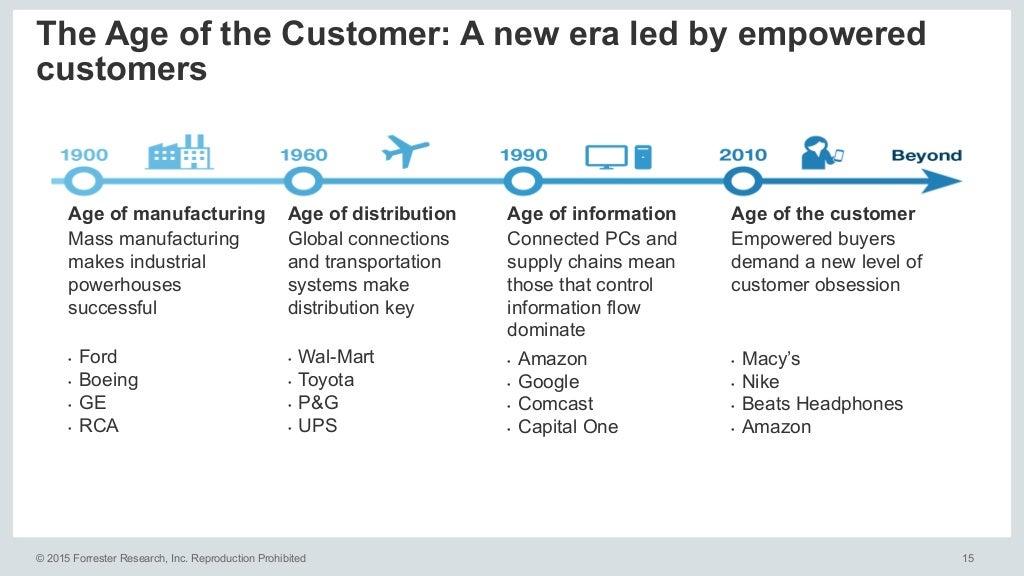 The Age of the Customer: A new era led by empowered
customers
1900
1960
1990
2010
Beyond
Age of manufacturing
Mass manufacturing
makes industrial
powerhouses
successful
· Ford
· Boeing
· GE
· RCA
Age of distribution
Global connections
and transportation
systems make
distribution key
· Wal-Mart
· Toyota
· P&G
· UPS
Age of information
Connected PCs and
supply chains mean
those that control
information flow
dominate
· Amazon
· Google
· Comcast
· Capital One
Age of the customer
Empowered buyers
demand a new level of
customer obsession
· Macy’s
· Nike
· Beats Headphones
· Amazon
© 2015 Forrester Research, Inc. Reproduction Prohibited
15